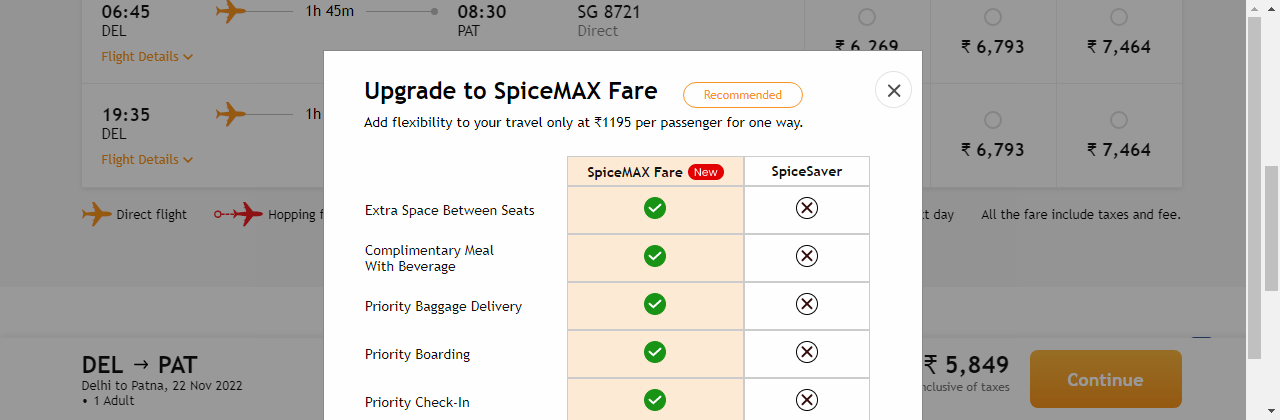 06:45
1h 45m
08:30
SG 8721
DEL
PAT
Direct
Flight Details
₹ 6,269
₹ 6,793
₹ 7,464
19:35
1h
DEL
Flight Details
₹ 6,793
₹ 7,464
Direct flight
Hopping f
t day
All the fare include taxes and fee.
Upgrade to SpiceMAX Fare
Recommended
Add flexibility to your travel only at ₹1195 per passenger for one way.
SpiceMAX Fare New
SpiceSaver
Extra Space Between Seats
Complimentary Meal
With Beverage
Priority Baggage Delivery
Priority Boarding
Priority Check-In
DEL → PAT
Delhi to Patna, 22 Nov 2022
• 1 Adult
₹ 5,849
nclusive of taxes
Continue